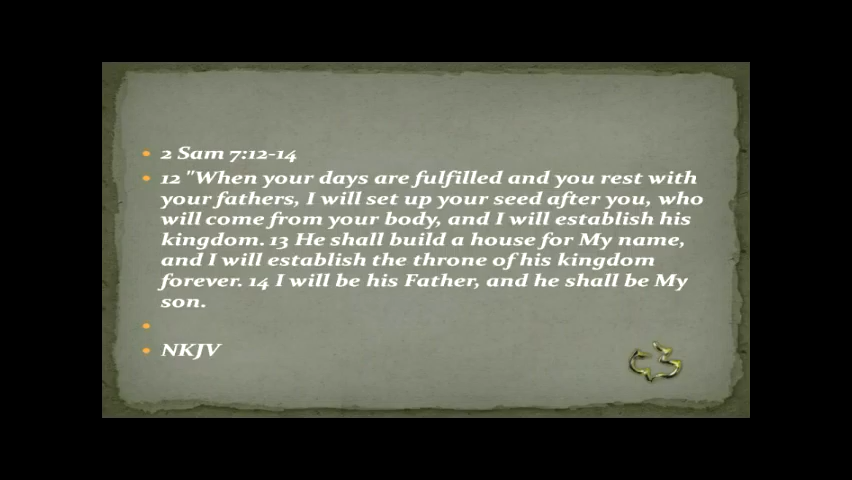 2 Sam 7:12-14
12 "When your days are fulfilled and you rest with
your fathers, I will set up your seed after you, who
will come from your body, and I will establish his
kingdom. 13 He shall build a house for My name,
and I will establish the throne of his kingdom
forever. 14 I will be his Father, and he shall be My
son.
NKJV